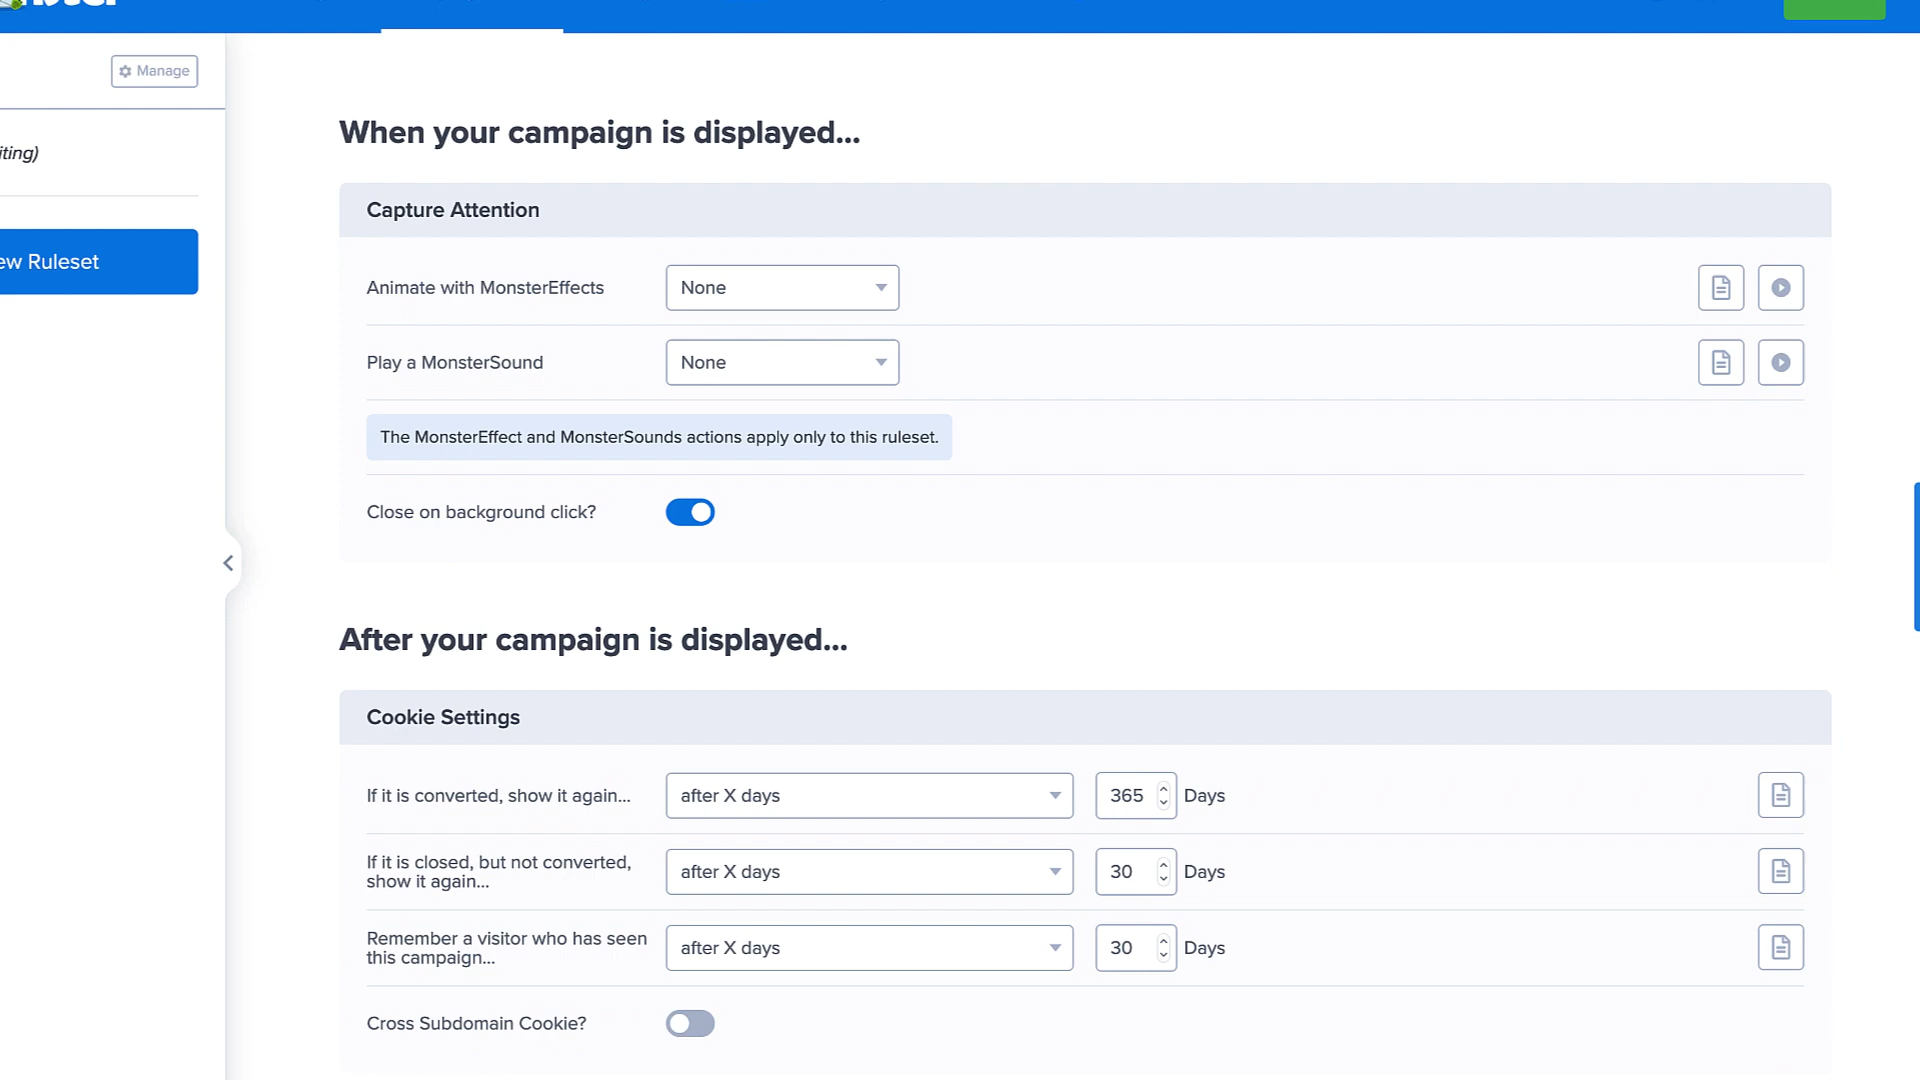 Manage
When your campaign is displayed...
Capture Attention
Animate with MonsterEffects
None
Play a MonsterSound
None
The MonsterEffect and MonsterSounds actions apply only to this ruleset.
Close on background click?
Ruleset
After your campaign is displayed...
Cookie Settings
If it is converted, show it again...
after X days
365
Days
If it is closed, but not converted,
show it again...
after X days
30
Days
Remember a visitor who has seen
this campaign...
after X days
30
Days
Cross Subdomain Cookie?